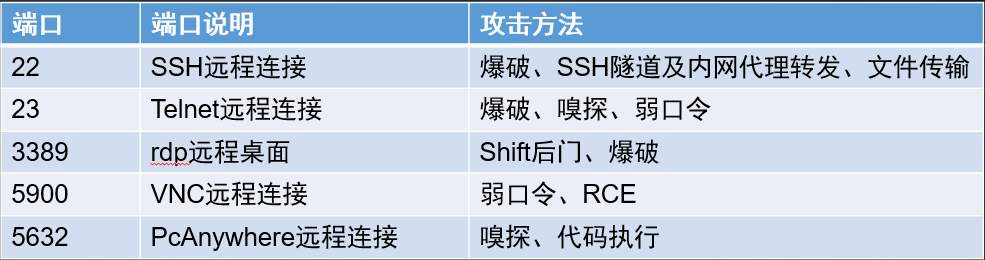 端口 端口说明 攻击方法
22 SSH远程连接 爆破、SSH隧道及内网代理转发、文件传输
23 Telnet远程连接 爆破、嗅探、弱口令
3389 rdp远程桌面 Shift后门、爆破
5900 VNC远程连接 弱口令、RCE
5632 PcAnywhere远程连接 嗅探、代码执行